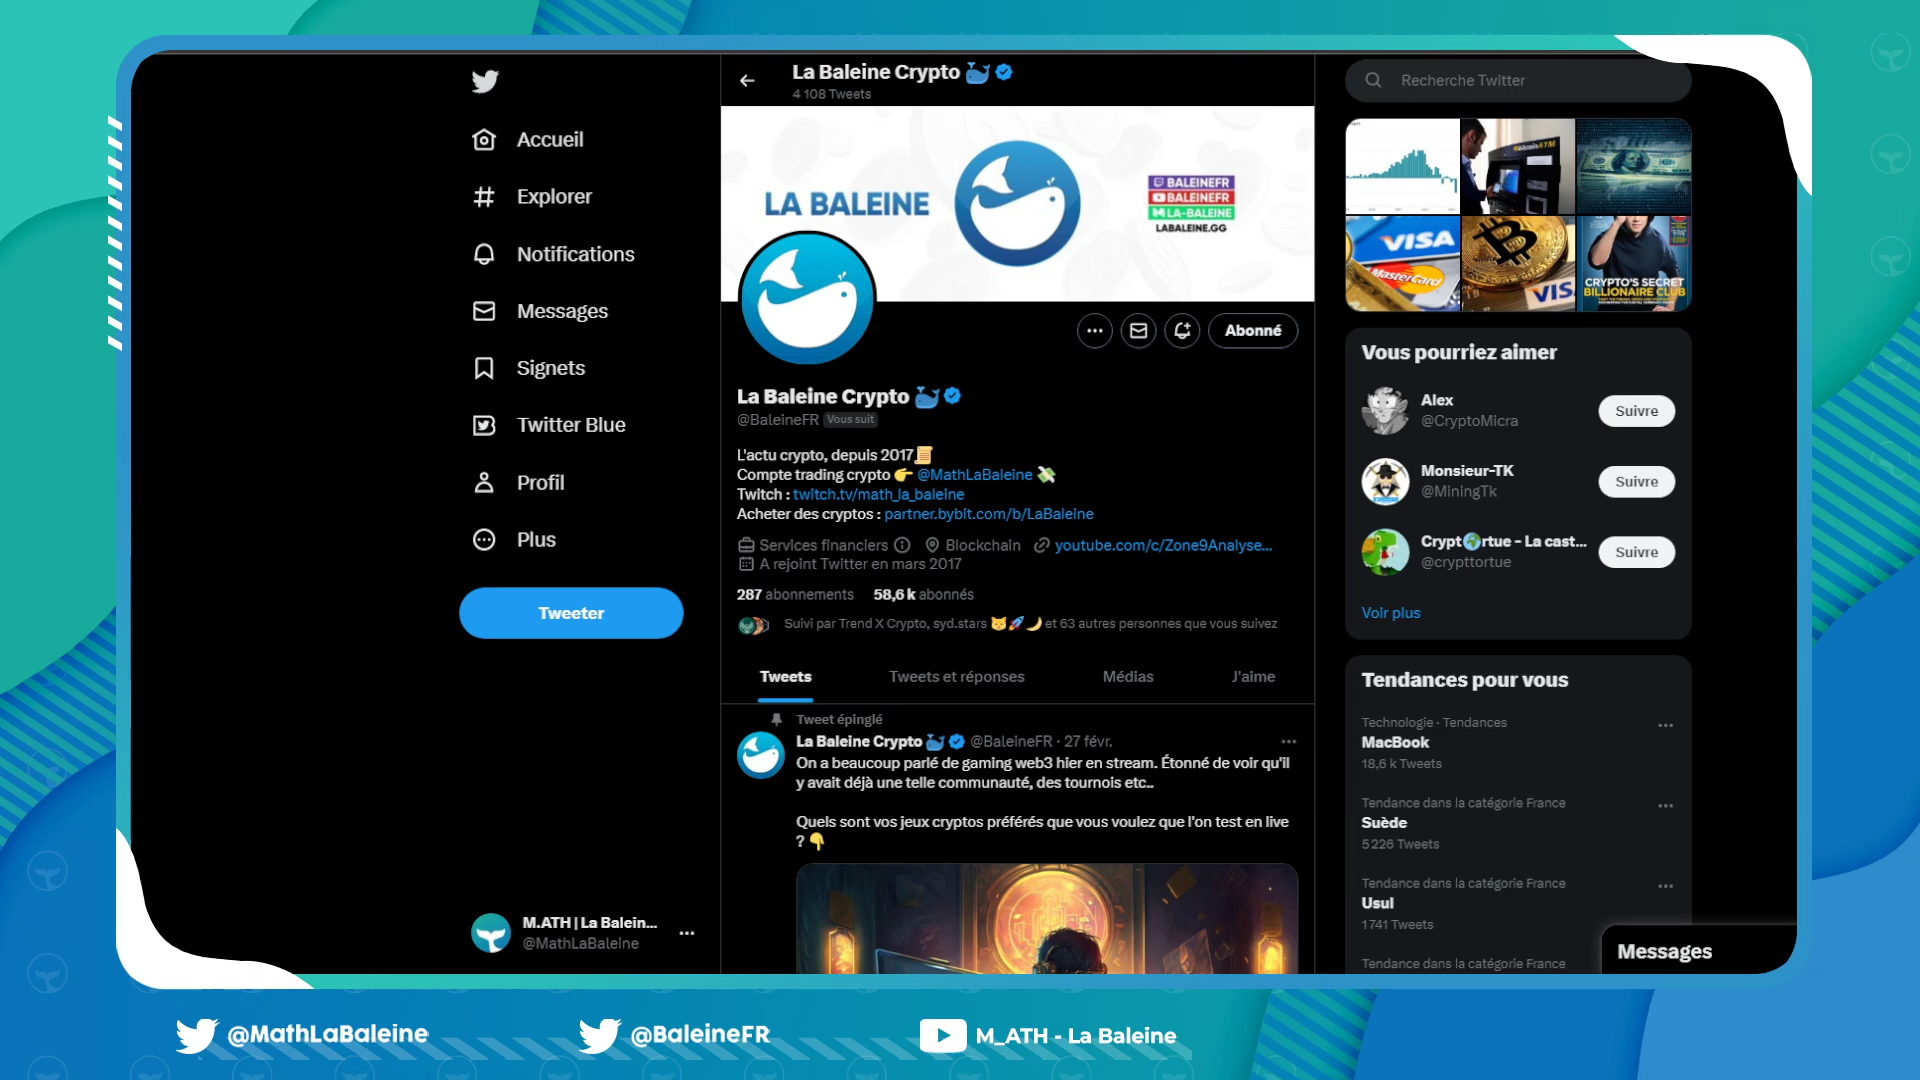 Accueil
Explorer
Notifications
Messages
Signets
Twitter Blue
Profil
Plus
Tweeter
M.ATH | La Balein...
@MathLaBaleine
La Baleine Crypto
4 108 Tweets
LA BALEINE
BALEINEFR
BALEINEFR
LA-BALEINE
LABALEINE.GG
Abonné
La Baleine Crypto
@BaleineFR Vous suit
L'actu crypto, depuis 2017
Compte trading crypto 👉 @MathLaBaleine
Twitch : twitch.tv/math_la_baleine
Acheter des cryptos : partner.bybit.com/b/LaBaleine
Services financiers Blockchain youtube.com/c/Zone9Analyse...
A rejoint Twitter en mars 2017
287 abonnements 58,6 k abonnés
Suivi par Trend X Crypto, syd.stars 🐱🚀🌙 et 63 autres personnes que vous suivez
Tweets Tweets et réponses Médias J'aime
Tweet épinglé
La Baleine Crypto @BaleineFR · 27 févr.
On a beaucoup parlé de gaming web3 hier en stream. Étonné de voir qu'il
y avait déjà une telle communauté, des tournois etc..
Quels sont vos jeux cryptos préférés que vous voulez que l'on test en live
? 👇
Recherche Twitter
BitcoinATM
VISA
MasterCard
VIS
CRYPTO'S SECRET
BILLIONAIRE CLUB
Vous pourriez aimer
Alex
@CryptoMicra
Suivre
Monsieur-TK
@MiningTk
Suivre
Crypt🌍rtue - La cast...
@crypttortue
Suivre
Voir plus
Tendances pour vous
Technologie · Tendances
MacBook
18,6 k Tweets
Tendance dans la catégorie France
Suède
5 226 Tweets
Tendance dans la catégorie France
Usul
1 741 Tweets
Tendance dans la catégorie France
Messages
@MathLaBaleine
@BaleineFR
M_ATH - La Baleine